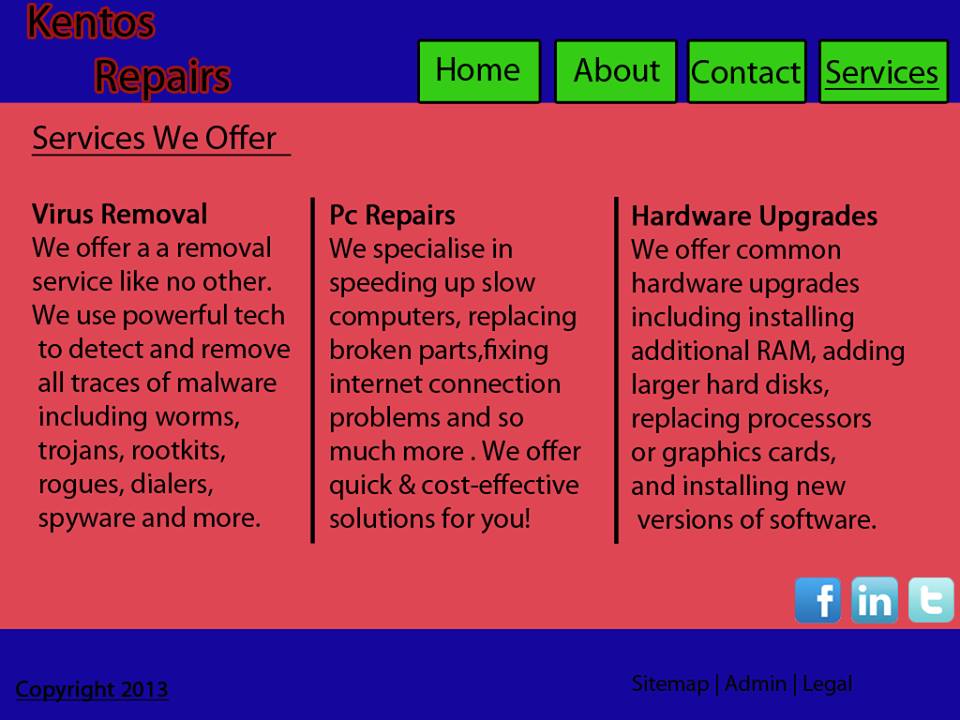 Kentos
Repairs
Home
About
Contact
Services
Services We Offer
Virus Removal
We offer a a removal
service like no other.
We use powerful tech
to detect and remove
all traces of malware
including worms,
trojans, rootkits,
rogues, dialers,
spyware and more.
Pc Repairs
We specialise in
speeding up slow
computers, replacing
broken parts,fixing
internet connection
problems and so
much more . We offer
quick & cost-effective
solutions for you!
Hardware Upgrades
We offer common
hardware upgrades
including installing
additional RAM, adding
larger hard disks,
replacing processors
or graphics cards,
and installing new
versions of software.
f
in
t
Copyright 2013
Sitemap | Admin | Legal